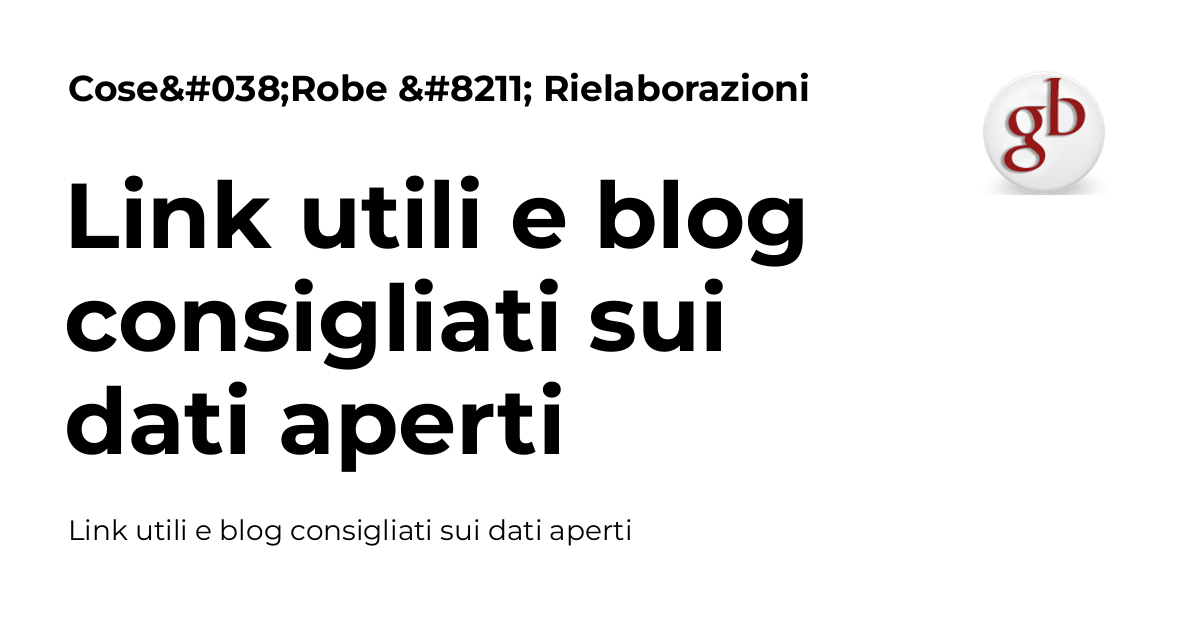 Cose&#038;Robe &#8211; Rielaborazioni
gb
Link utili e blog
consigliati sui
dati aperti
Link utili e blog consigliati sui dati aperti